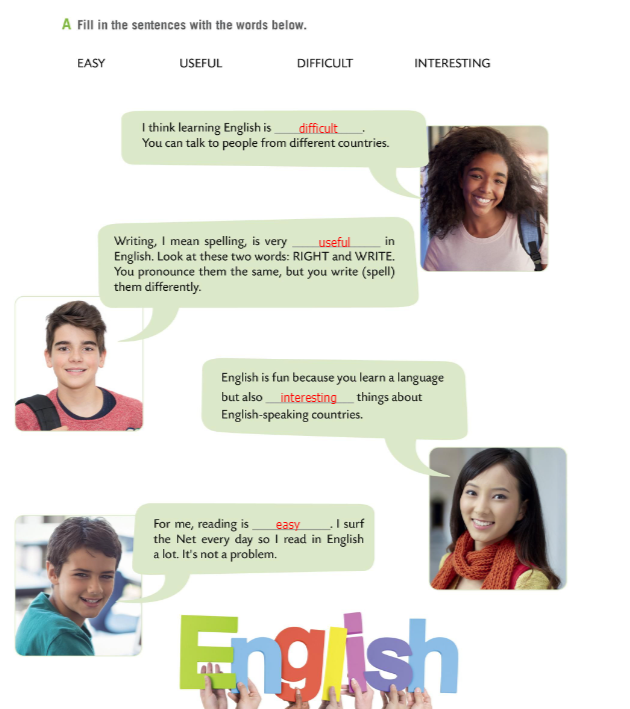 A Fill in the sentences with the words below.
EASY USEFUL DIFFICULT INTERESTING
I think learning English is difficult.
You can talk to people from different countries.
Writing, I mean spelling, is very useful in
English. Look at these two words: RIGHT and WRITE.
You pronounce them the same, but you write (spell)
them differently.
English is fun because you learn a language
but also interesting things about
English-speaking countries.
For me, reading is easy. I surf
the Net every day so I read in English
a lot. It's not a problem.
English